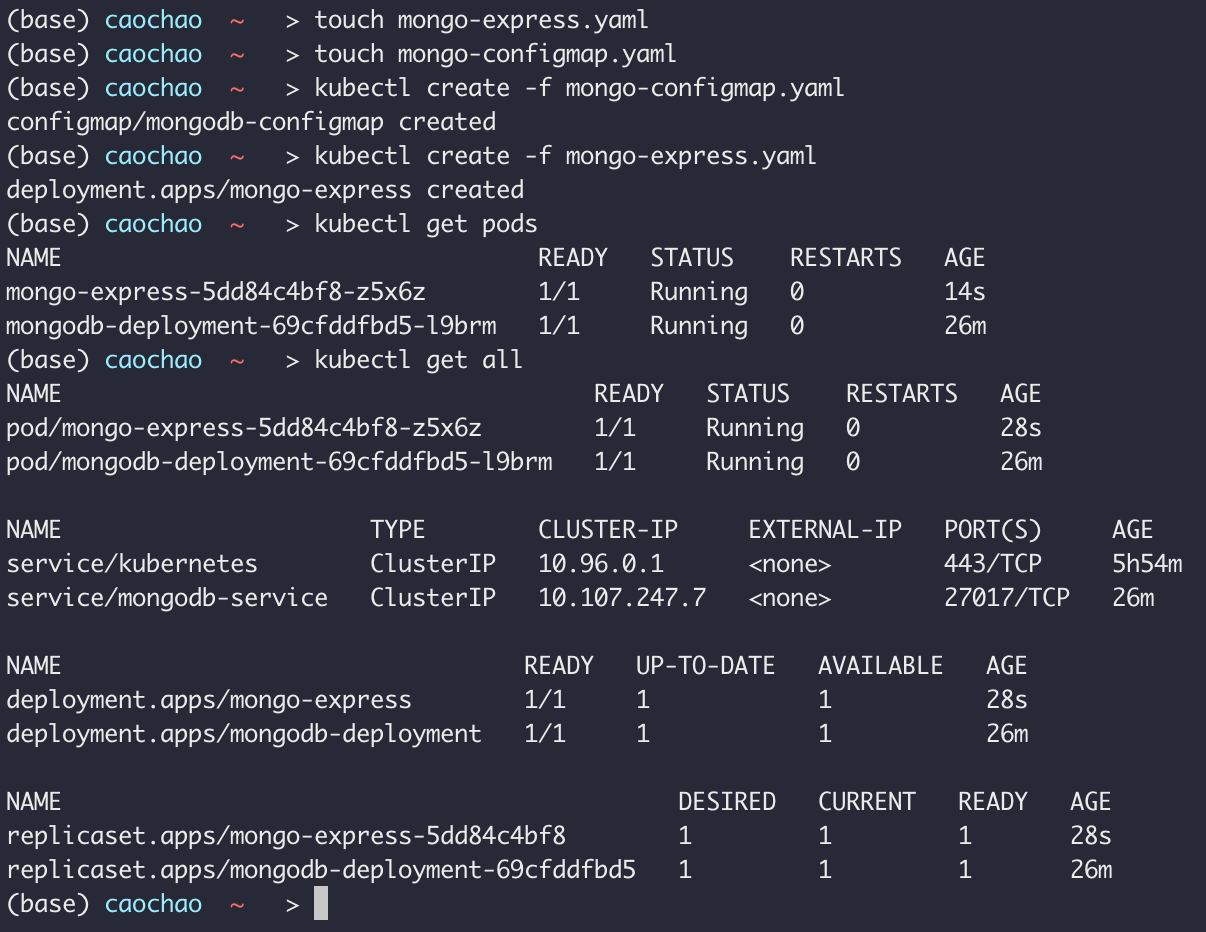 (base) caochao ~ > touch mongo-express.yaml
(base) caochao ~ > touch mongo-configmap.yaml
(base) caochao ~ > kubectl create -f mongo-configmap.yaml
configmap/mongodb-configmap created
(base) caochao ~ > kubectl create -f mongo-express.yaml
deployment.apps/mongo-express created
(base) caochao ~ > kubectl get pods
NAME READY STATUS RESTARTS AGE
mongo-express-5dd84c4bf8-z5x6z 1/1 Running 0 14s
mongodb-deployment-69cfddfbd5-l9brm 1/1 Running 0 26m
(base) caochao ~ > kubectl get all
NAME READY STATUS RESTARTS AGE
pod/mongo-express-5dd84c4bf8-z5x6z 1/1 Running 0 28s
pod/mongodb-deployment-69cfddfbd5-l9brm 1/1 Running 0 26m
NAME TYPE CLUSTER-IP EXTERNAL-IP PORT(S) AGE
service/kubernetes ClusterIP 10.96.0.1 <none> 443/TCP 5h54m
service/mongodb-service ClusterIP 10.107.247.7 <none> 27017/TCP 26m
NAME READY UP-TO-DATE AVAILABLE AGE
deployment.apps/mongo-express 1/1 1 1 28s
deployment.apps/mongodb-deployment 1/1 1 1 26m
NAME DESIRED CURRENT READY AGE
replicaset.apps/mongo-express-5dd84c4bf8 1 1 1 28s
replicaset.apps/mongodb-deployment-69cfddfbd5 1 1 1 26m
(base) caochao ~ >